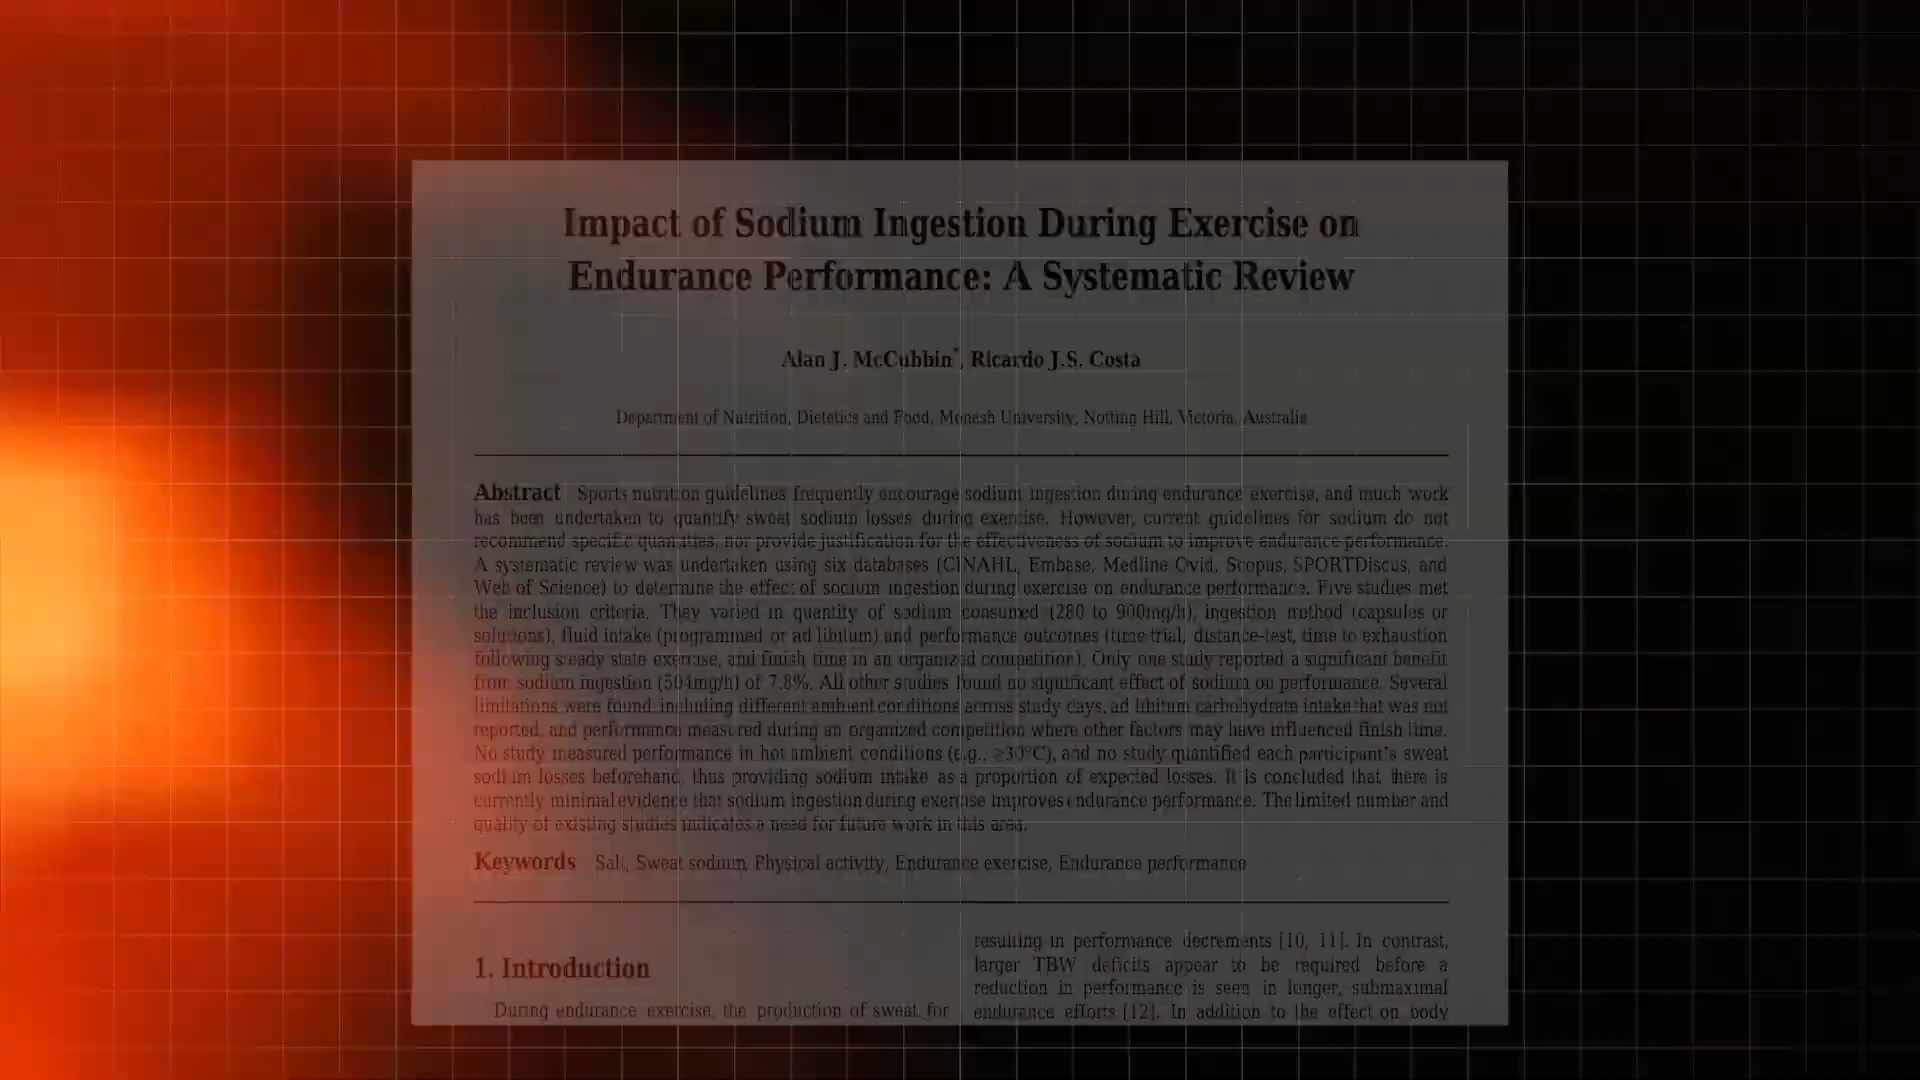 Impact of Sodium Ingestion During Exercise on
Endurance Performance: A Systematic Review
Alan J. McCubbin*, Ricardo J.S. Costa
Department of Nutrition, Dietetics and Food, Monash University, Notting Hill, Victoria, Australia
Abstract Sports nutrition guidelines frequently encourage sodium ingestion during endurance exercise, and much work
has been undertaken to quantify sweat sodium losses during exercise. However, current guidelines for sodium do not
recommend specific quantities, nor provide justification for the effectiveness of sodium to improve endurance performance.
A systematic review was undertaken using six databases (CINAHL, Embase, Medline Ovid, Scopus, SPORTDiscus, and
Web of Science) to determine the effect of sodium ingestion during exercise on endurance performance. Five studies met
the inclusion criteria. They varied in quantity of sodium consumed (280 to 900mg/h), ingestion method (capsules or
solutions), fluid intake (programmed or ad libitum) and performance outcomes (time trial, distance-test, time to exhaustion
following steady state exercise, and finish time in an organized competition). Only one study reported a significant benefit
from sodium ingestion (504mg/h) of 7.8%. All other studies found no significant effect of sodium on performance. Several
limitations were found including different ambient conditions across study days, ad libitum carbohydrate intake that was not
reported, and performance measured during an organized competition where other factors may have influenced finish time.
No study measured performance in hot ambient conditions (e.g., ≥30°C), and no study quantified each participant's sweat
sodium losses beforehand, thus providing sodium intake as a proportion of expected losses. It is concluded that there is
currently minimal evidence that sodium ingestion during exercise improves endurance performance. The limited number and
quality of existing studies indicates a need for future work in this area.
Keywords Salt, Sweat sodium, Physical activity, Endurance exercise, Endurance performance
1. Introduction
During endurance exercise, the production of sweat for
resulting in performance decrements [10, 11]. In contrast,
larger TBW deficits appear to be required before a
reduction in performance is seen in longer, submaximal
endurance efforts [12]. In addition to the effect on body